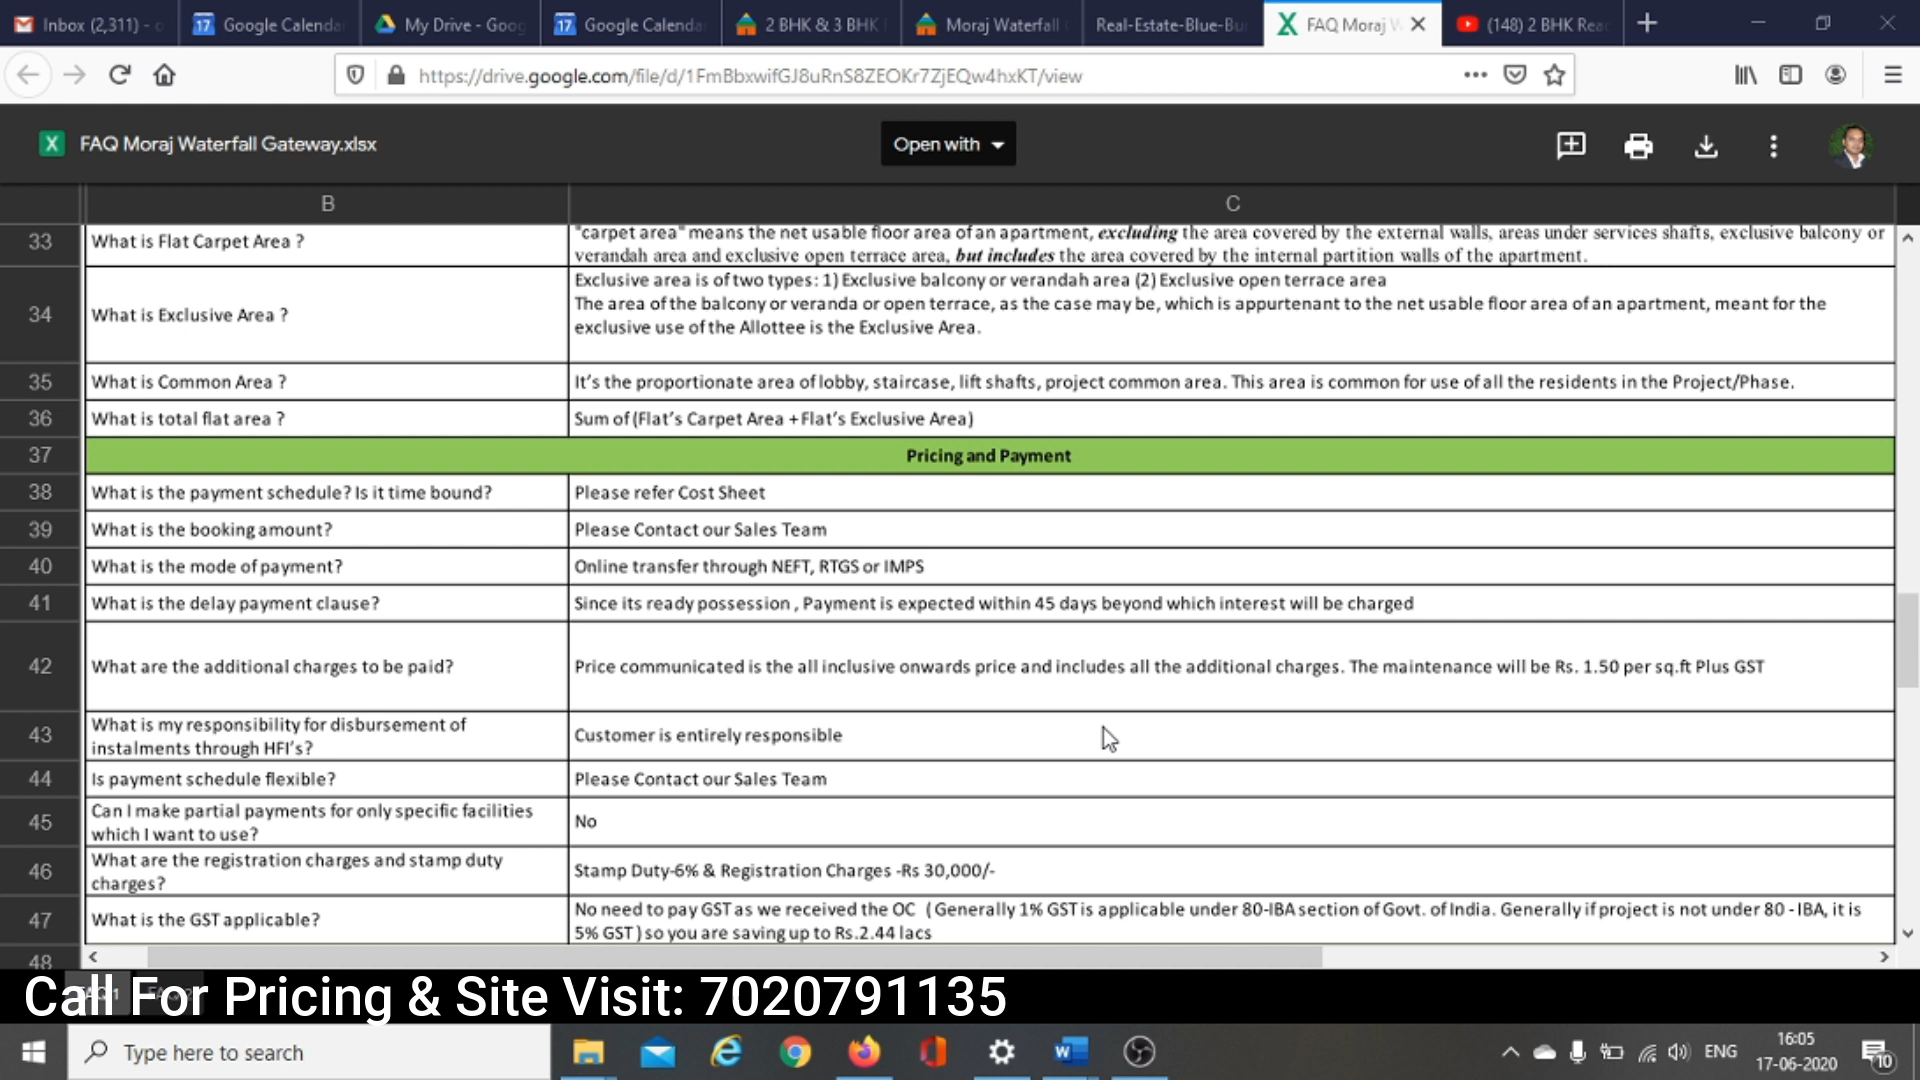 Inbox (2,311) - o
Google Calenda
My Drive - Goog
Google Calenda
2 BHK & 3 BHK
Moraj Waterfall
Real-Estate-Blue-Bu
FAQ Moraj W
(148) 2 BHK Rea
https://drive.google.com/file/d/1FmBbxwifGJ8uRnS8ZEOKr7ZjEQw4hxKT/view
FAQ Moraj Waterfall Gateway.xlsx
Open with
B C
33 What is Flat Carpet Area ? "carpet area" means the net usable floor area of an apartment, excluding the area covered by the external walls, areas under services shafts, exclusive balcony or
verandah area and exclusive open terrace area, but includes the area covered by the internal partition walls of the apartment.
34 What is Exclusive Area ? Exclusive area is of two types: 1) Exclusive balcony or verandah area (2) Exclusive open terrace area
The area of the balcony or veranda or open terrace, as the case may be, which is appurtenant to the net usable floor area of an apartment, meant for the
exclusive use of the Allottee is the Exclusive Area.
35 What is Common Area ? It's the proportionate area of lobby, staircase, lift shafts, project common area. This area is common for use of all the residents in the Project/Phase.
36 What is total flat area ? Sum of (Flat's Carpet Area + Flat's Exclusive Area)
37 Pricing and Payment
38 What is the payment schedule? Is it time bound? Please refer Cost Sheet
39 What is the booking amount? Please Contact our Sales Team
40 What is the mode of payment? Online transfer through NEFT, RTGS or IMPS
41 What is the delay payment clause? Since its ready possession , Payment is expected within 45 days beyond which interest will be charged
42 What are the additional charges to be paid? Price communicated is the all inclusive onwards price and includes all the additional charges. The maintenance will be Rs. 1.50 per sq.ft Plus GST
43 What is my responsibility for disbursement of
instalments through HFI's? Customer is entirely responsible
44 Is payment schedule flexible? Please Contact our Sales Team
45 Can I make partial payments for only specific facilities
which I want to use? No
46 What are the registration charges and stamp duty
charges? Stamp Duty-6% & Registration Charges -Rs 30,000/-
47 What is the GST applicable? No need to pay GST as we received the OC ( Generally 1% GST is applicable under 80-IBA section of Govt. of India. Generally if project is not under 80 - IBA, it is
5% GST ) so you are saving up to Rs.2.44 lacs
48
Call For Pricing & Site Visit: 7020791135
Type here to search
ENG
16:05
17-06-2020
10